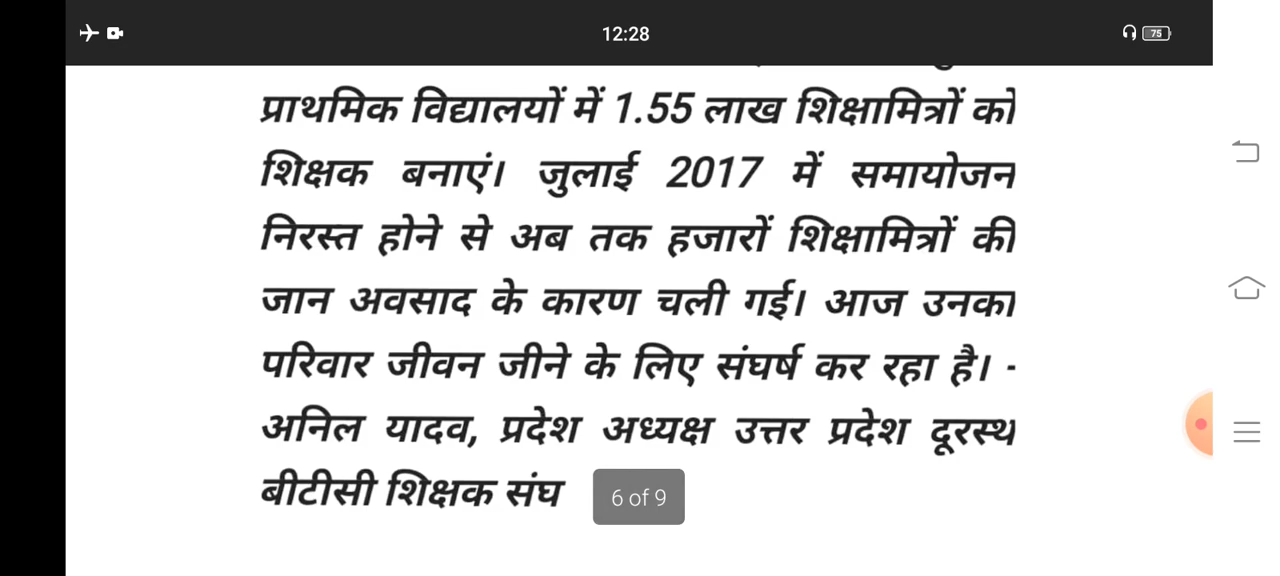 12:28
75
प्राथमिक विद्यालयों में 1.55 लाख शिक्षामित्रों को
शिक्षक बनाएं। जुलाई 2017 में समायोजन
निरस्त होने से अब तक हजारों शिक्षामित्रों की
जान अवसाद के कारण चली गई। आज उनका
परिवार जीवन जीने के लिए संघर्ष कर रहा है। -
अनिल यादव, प्रदेश अध्यक्ष उत्तर प्रदेश दूरस्थ
बीटीसी शिक्षक संघ
6 of 9